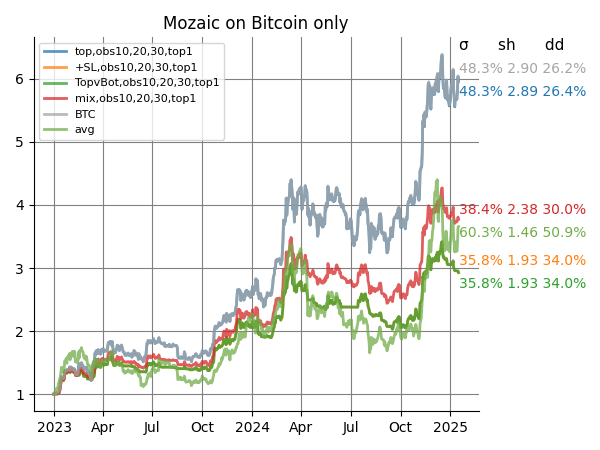 Mozaic on Bitcoin only
σ sh dd
top,obs10,20,30,top1
+SL,obs10,20,30,top1
TopvBot,obs10,20,30,top1
mix,obs10,20,30,top1
BTC
avg
48.3% 2.90 26.2%
48.3% 2.89 26.4%
38.4% 2.38 30.0%
60.3% 1.46 50.9%
35.8% 1.93 34.0%
35.8% 1.93 34.0%
6
5
4
3
2
1
2023 Apr Jul Oct 2024 Apr Jul Oct 2025